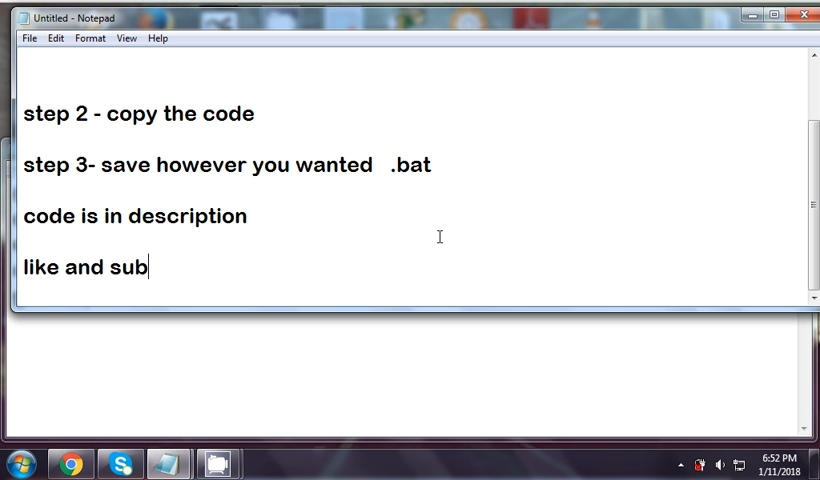 Untitled - Notepad
File Edit Format View Help
step 2 - copy the code
step 3- save however you wanted .bat
code is in description
like and sub
6:52 PM
1/11/2018